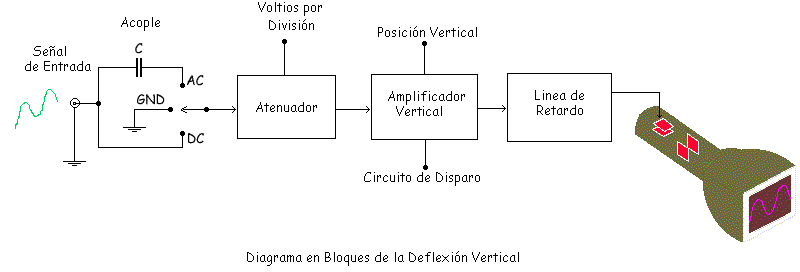 Voltios por
División
Acople
Posición Vertical
Señal
de Entrada
C
AC
GND
DC
Atenuador
Amplificador
Vertical
Linea de
Retardo
Circuito de Disparo
Diagrama en Bloques de la Deflexión Vertical